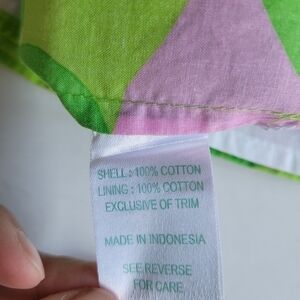 SHELL : 100% COTTON
LINING : 100% COTTON
EXCLUSIVE OF TRIM
MADE IN INDONESIA
SEE REVERSE
FOR CARE